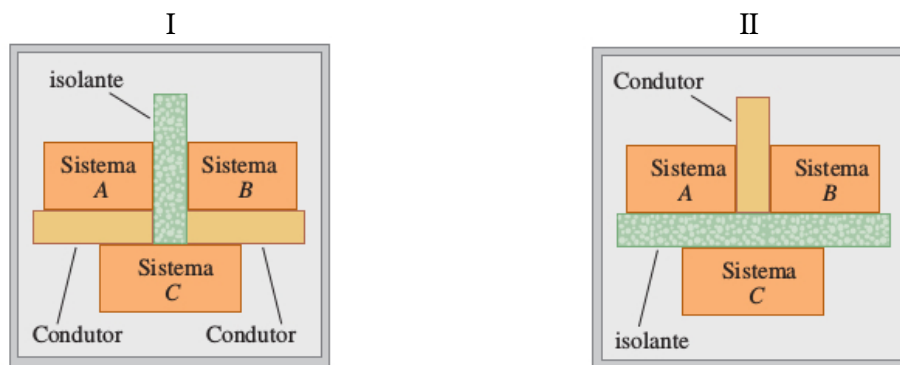 I
isolante
Sistema
A
Sistema
B
Sistema
C
Condutor
Condutor
II
Condutor
Sistema
A
Sistema
B
Sistema
C
isolante